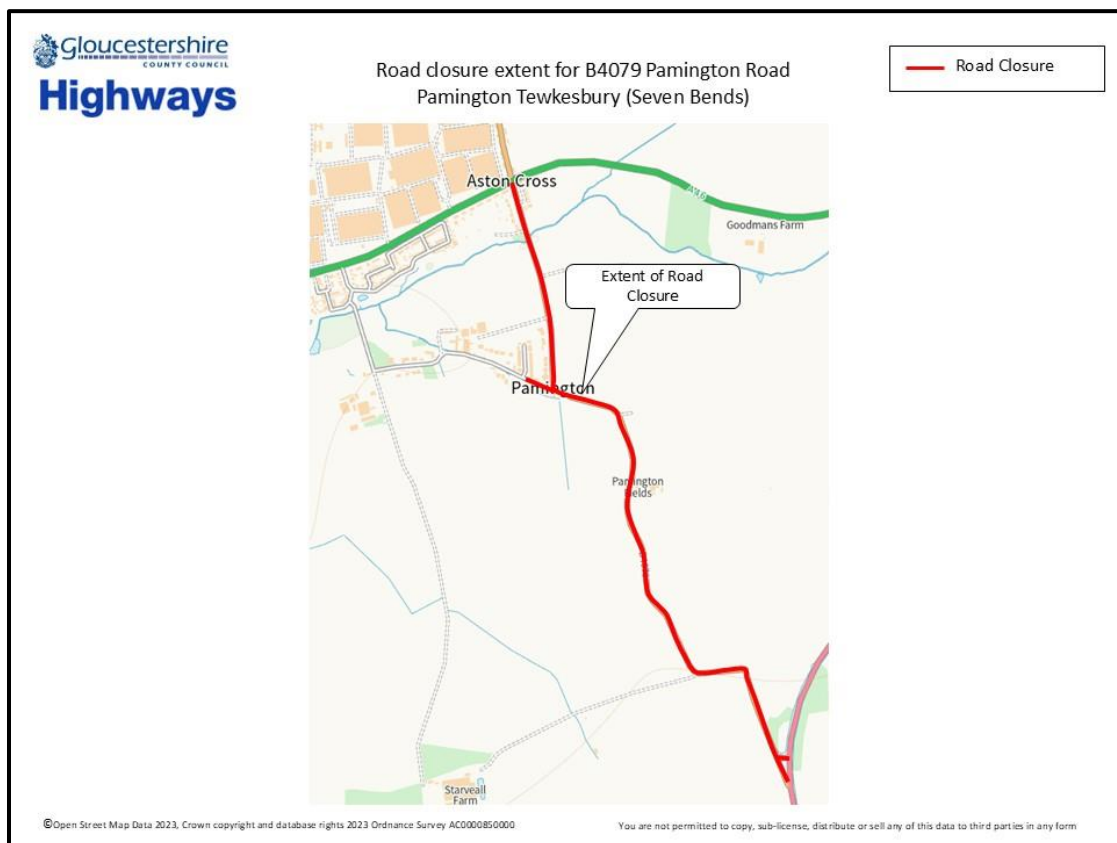 Gloucestershire
COUNTY COUNCIL
Highways
Road closure extent for B4079 Pamington Road
Pamington Tewkesbury (Seven Bends)
Road Closure
Aston Cross
Goodmans Farm
Extent of Road
Closure
Pamington
Starveall
Farm
©Open Street Map Data 2023, Crown copyright and database rights 2023 Ordnance Survey AC0000850000
You are not permitted to copy, sub-license, distribute or sell any of this data to third parties in any form